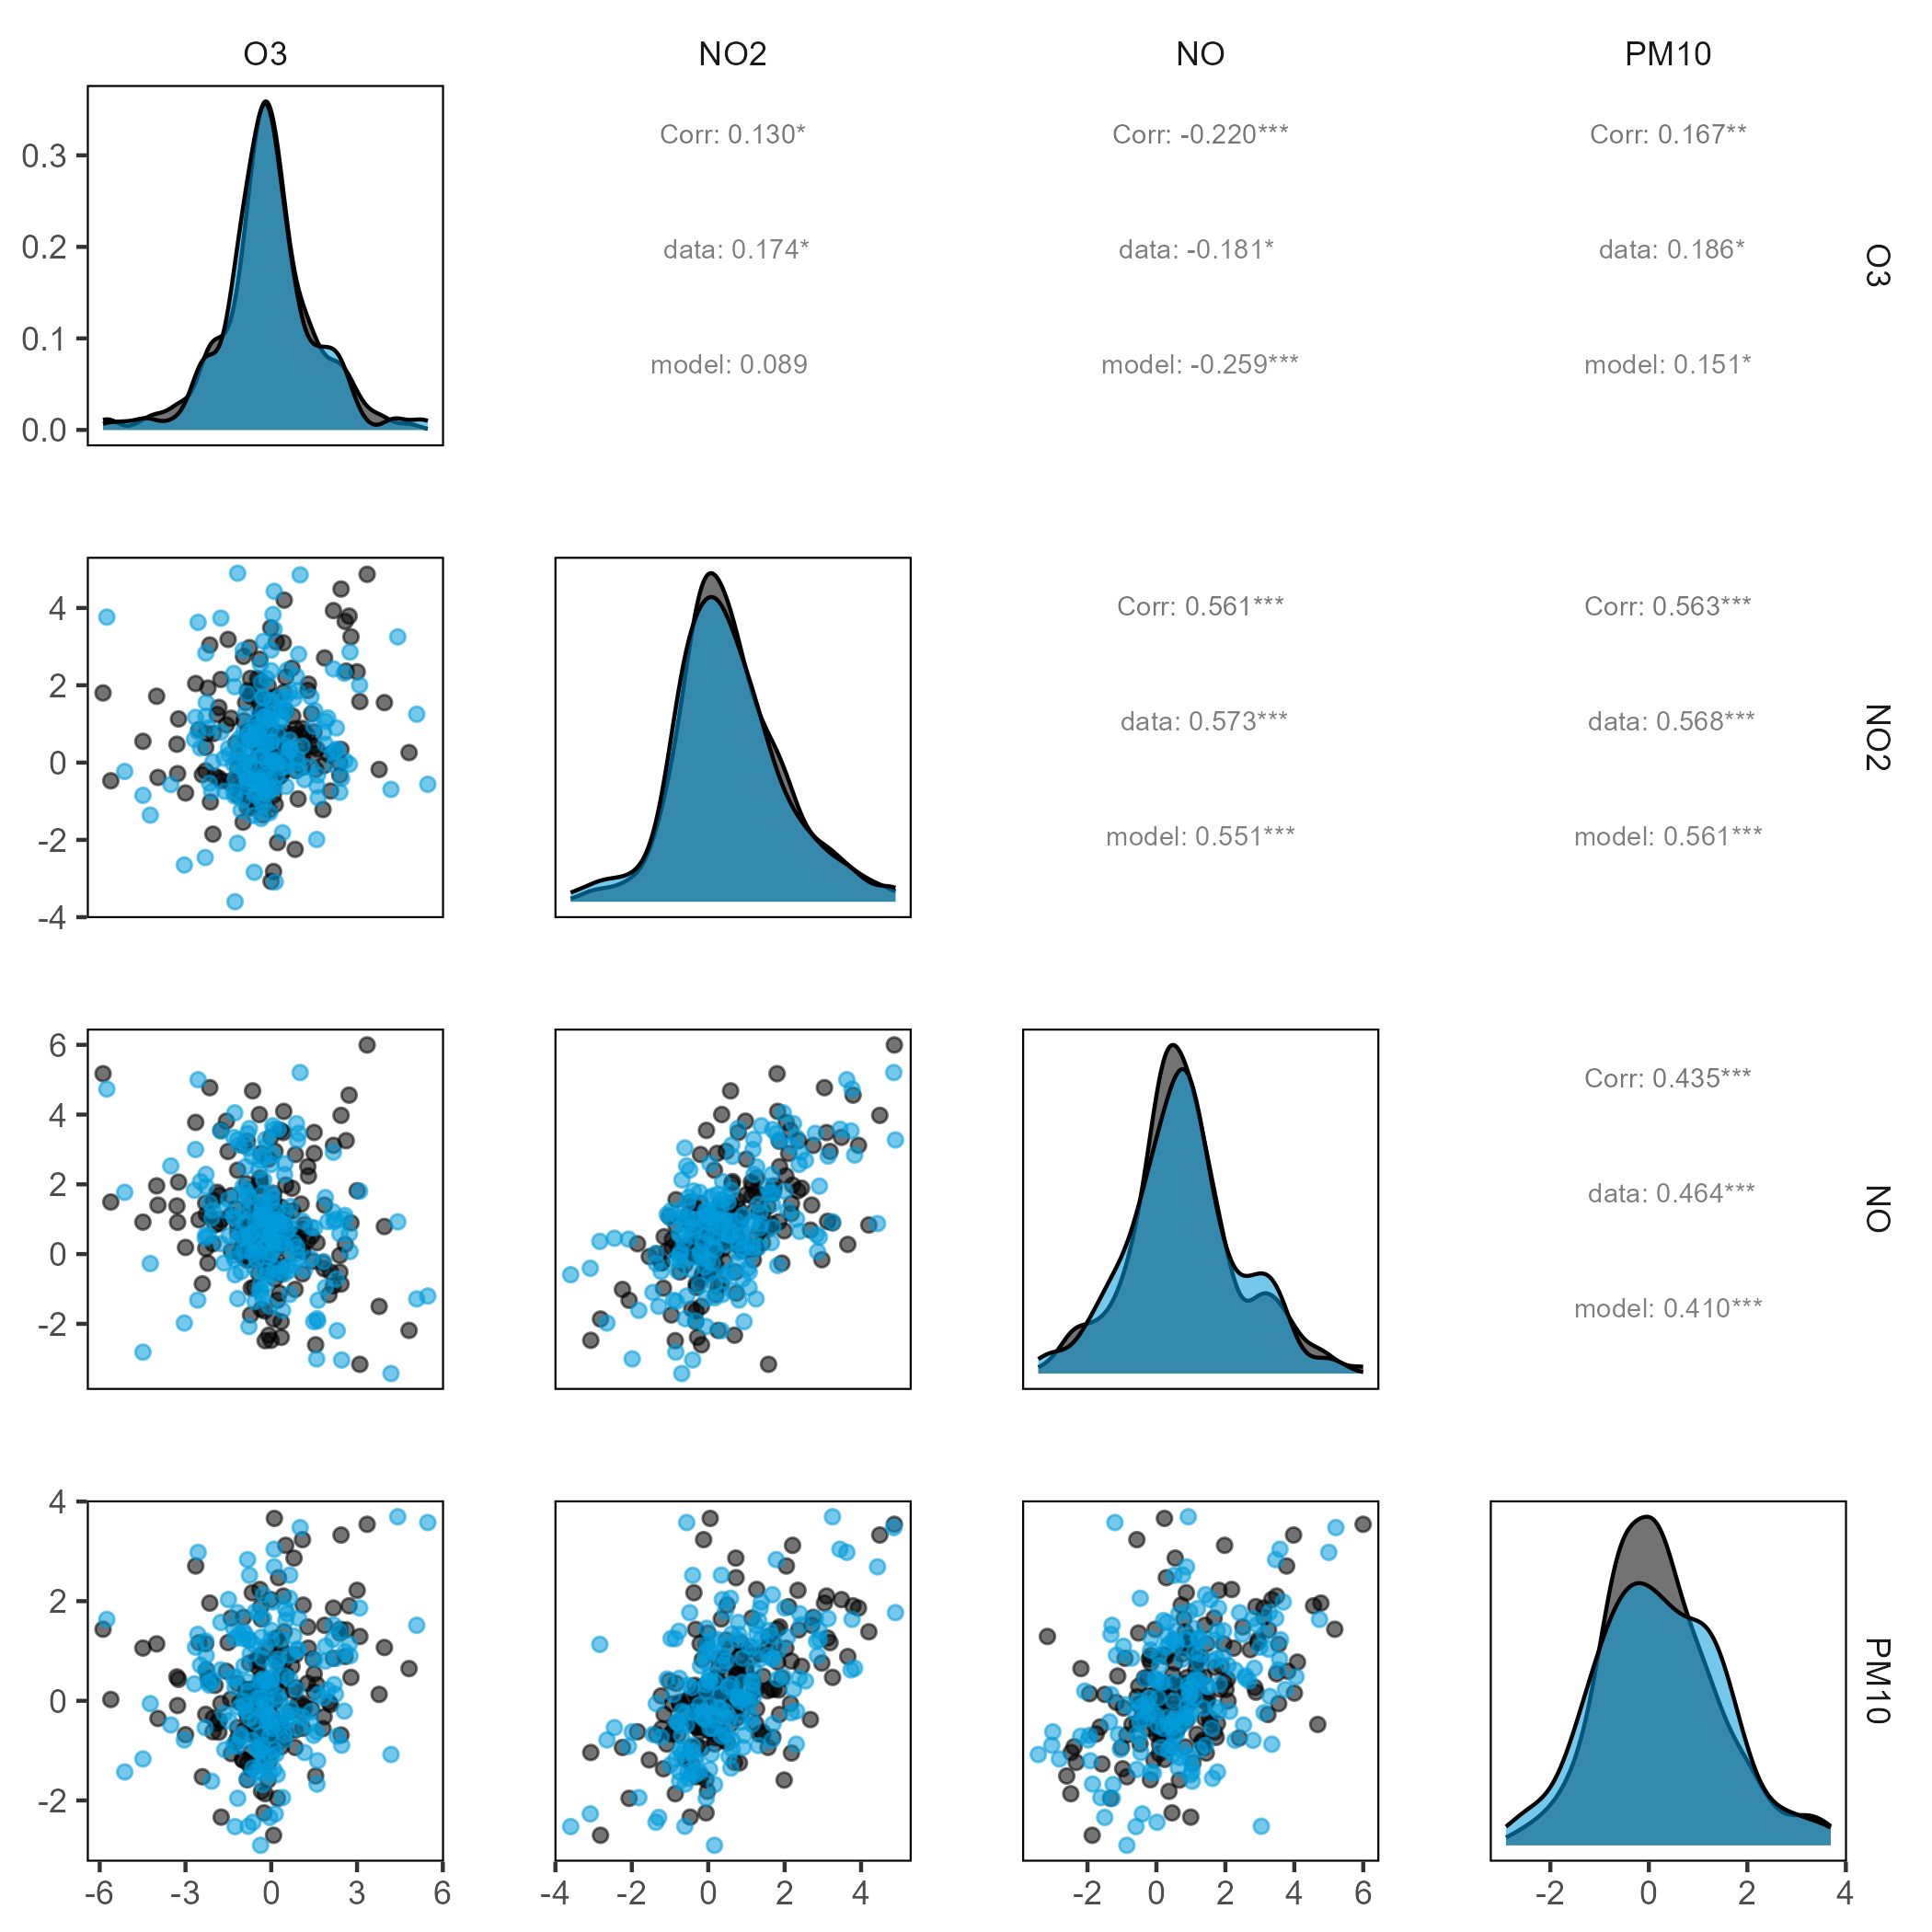 O3 NO2 NO PM10
0.3
0.2
0.1
0.0
Corr: 0.130*
data: 0.174*
model: 0.089
Corr: -0.220***
data: -0.181*
model: -0.259***
Corr: 0.167**
data: 0.186*
model: 0.151*
O3
4
2
0
-2
-4
Corr: 0.561***
data: 0.573***
model: 0.551***
Corr: 0.563***
data: 0.568***
model: 0.561***
NO2
6
4
2
0
-2
Corr: 0.435***
data: 0.464***
model: 0.410***
NO
4
2
0
-2
PM10
-6 -3 0 3 6
-4 -2 0 2 4
-2 0 2 4 6
-2 0 2 4